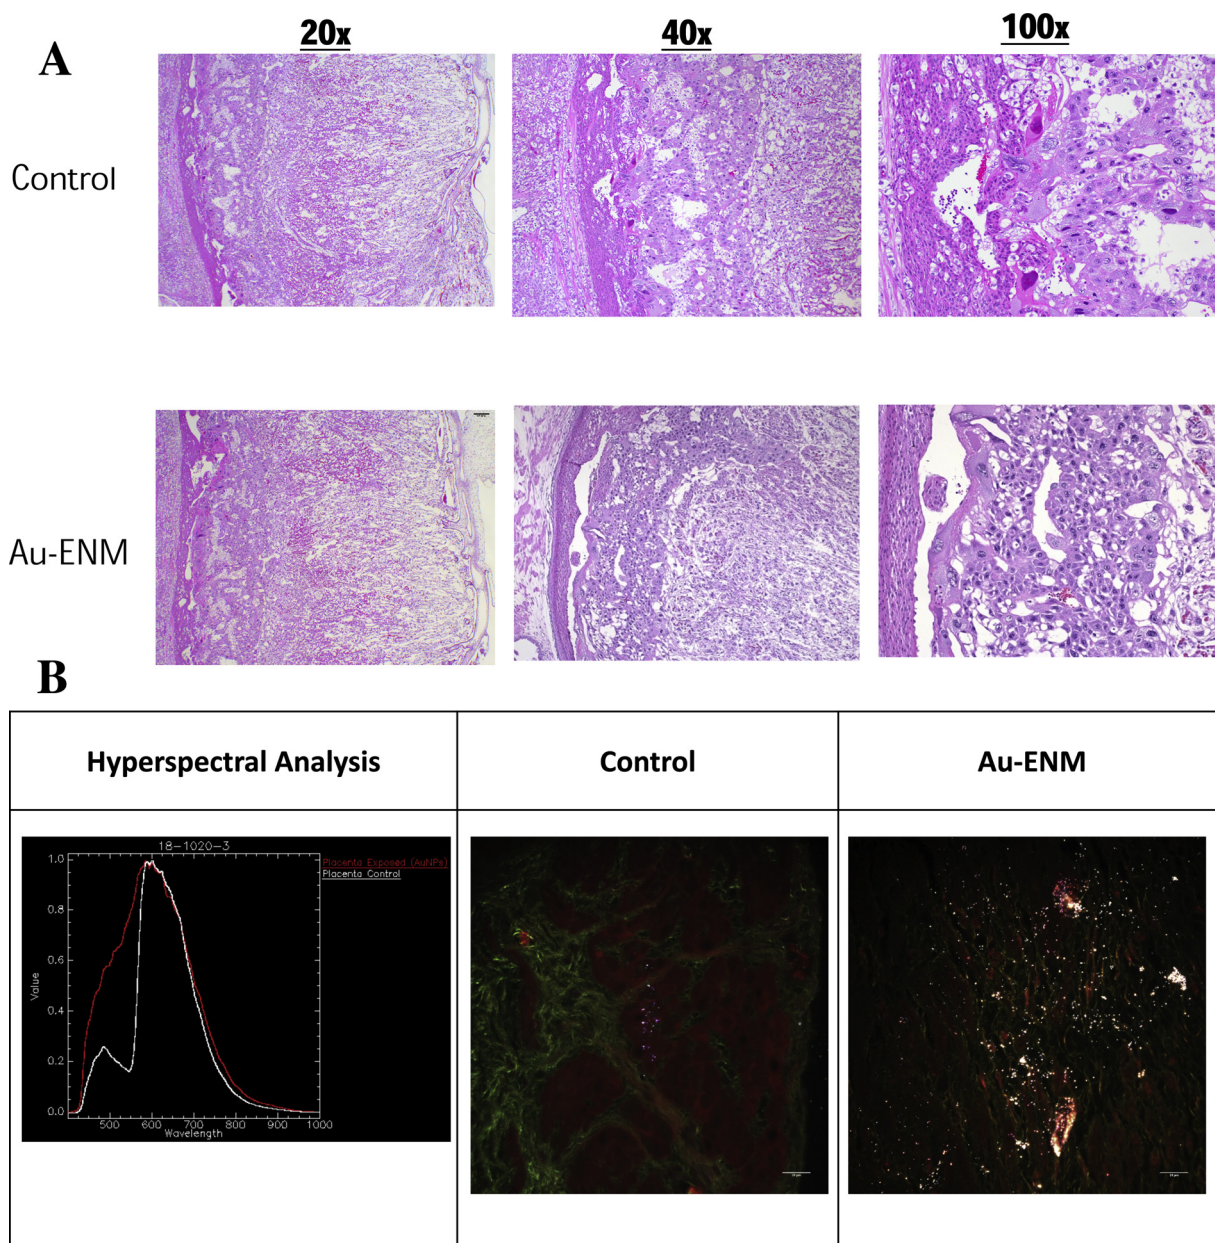 A
20x
40x
100x
Control
Au-ENM
B
Hyperspectral Analysis
Control
Au-ENM
18-1020-3
Placenta Exposed (AuNPs)
Placenta Control
1.0
0.8
0.6
0.4
0.2
0.0
Value
500 600 700 800 900 1000
Wavelength